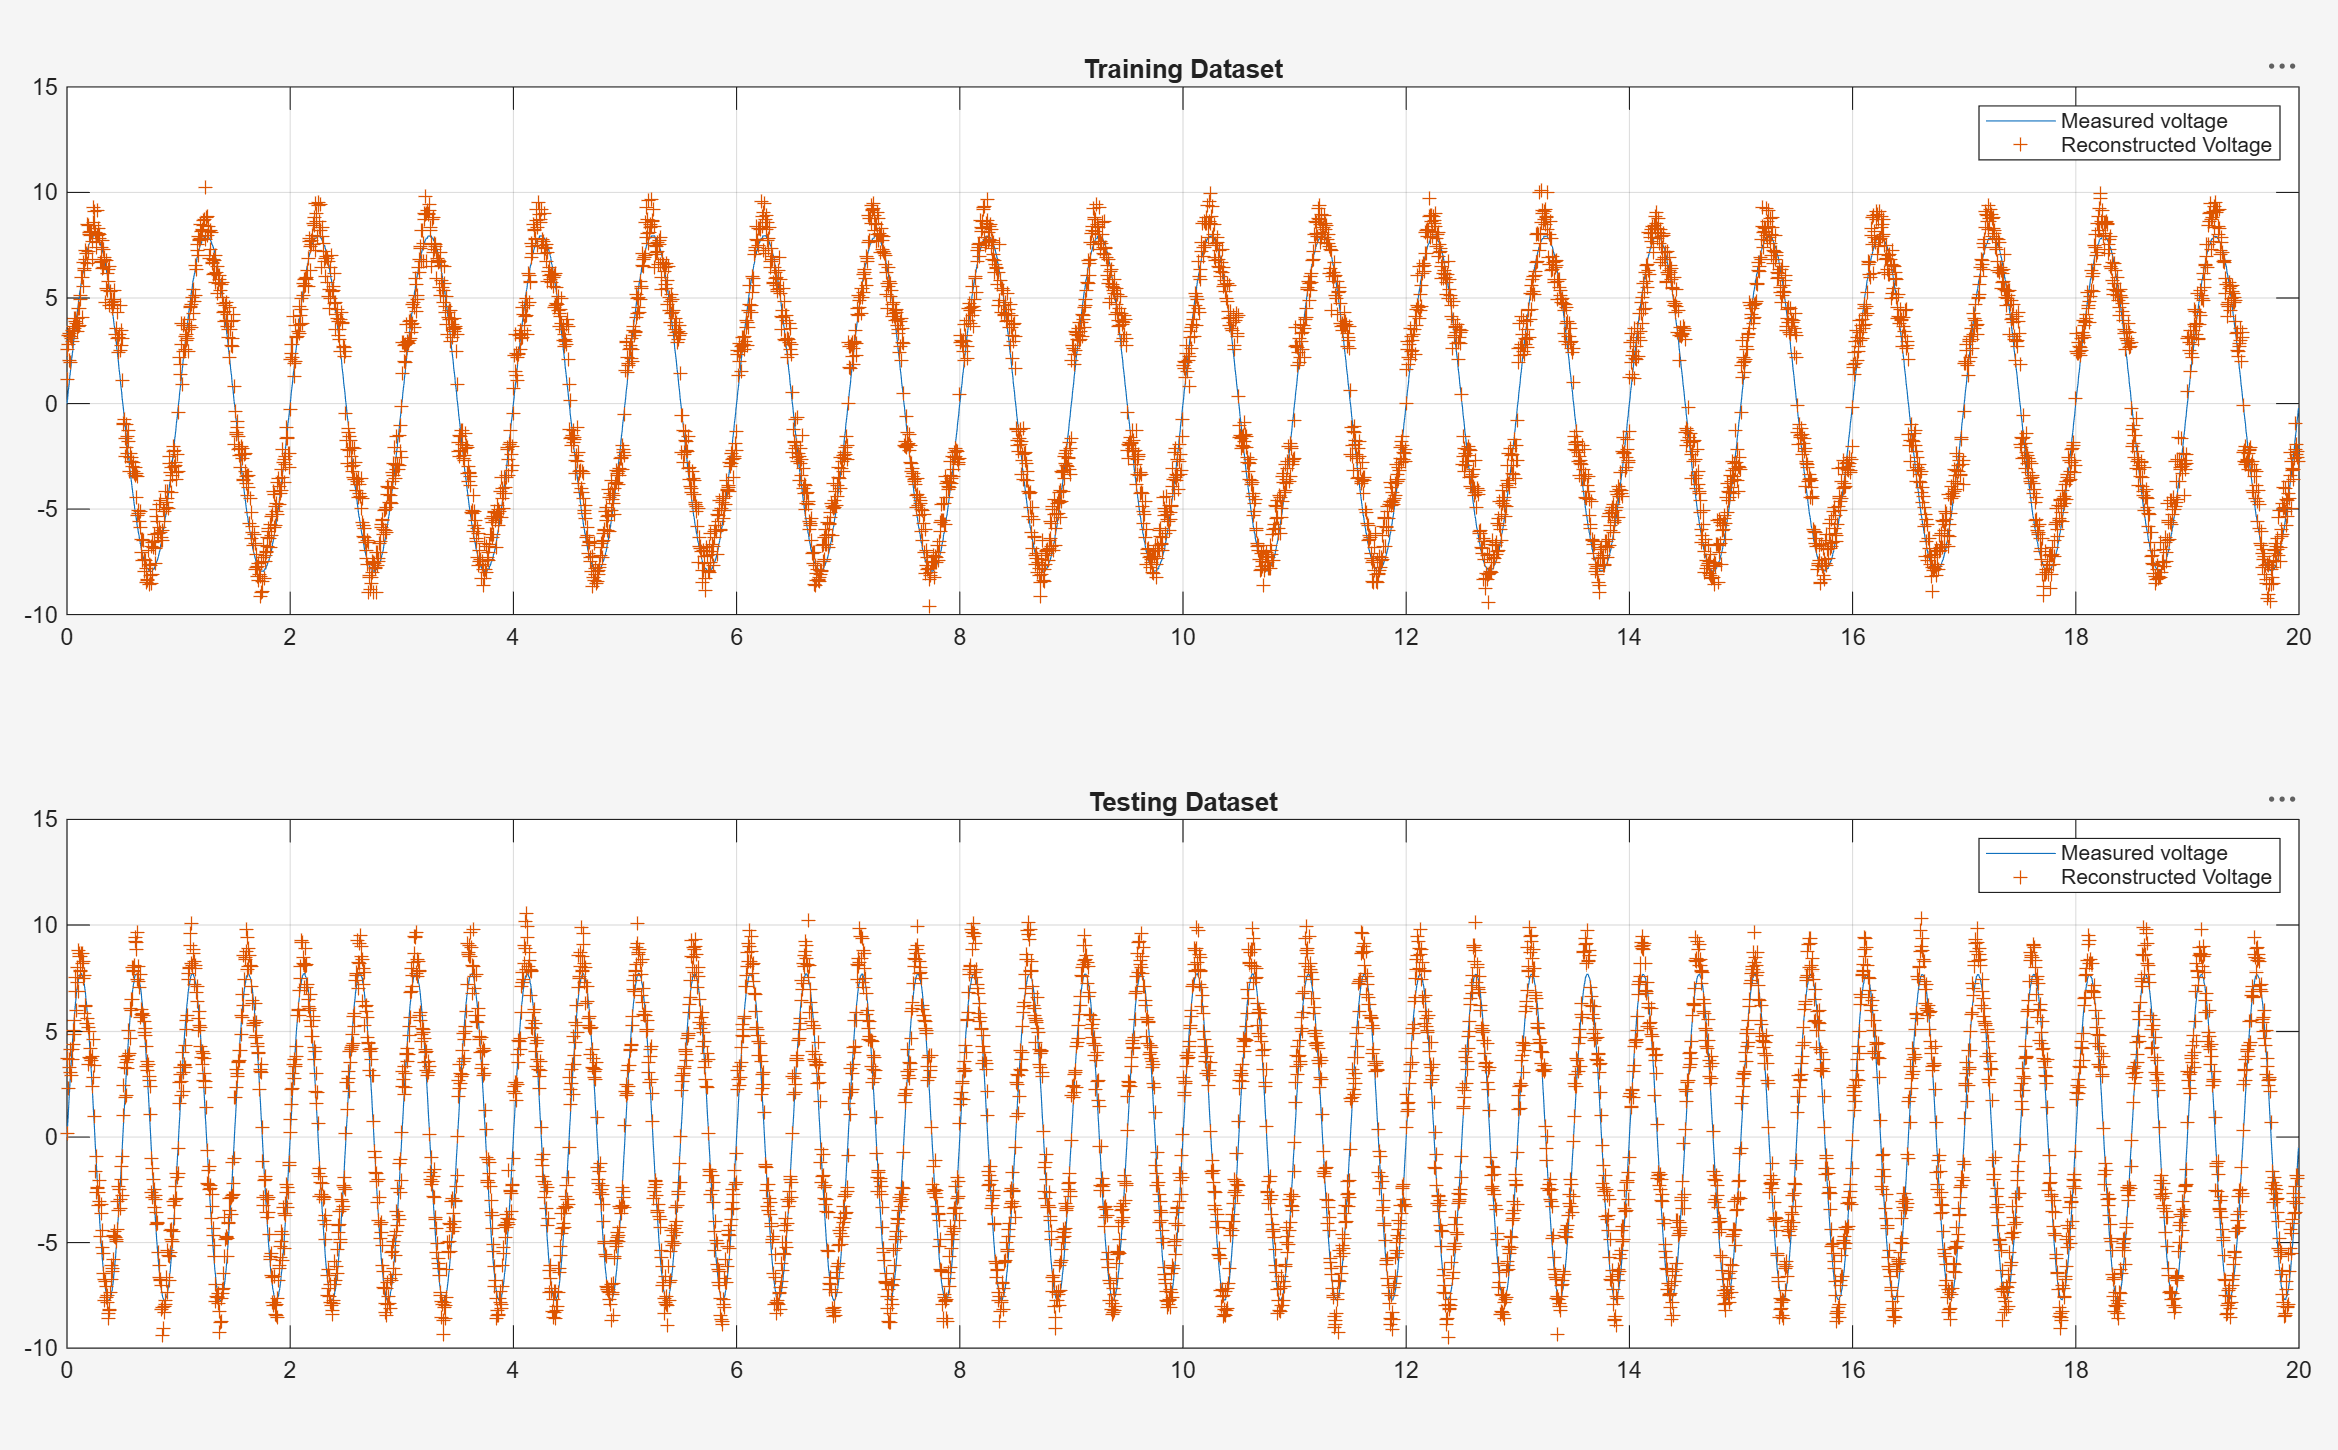 Training Dataset
15
10
5
0
-5
-10
0 2 4 6 8 10 12 14 16 18 20
Measured voltage
Reconstructed Voltage
Testing Dataset
15
10
5
0
-5
-10
0 2 4 6 8 10 12 14 16 18 20
Measured voltage
Reconstructed Voltage